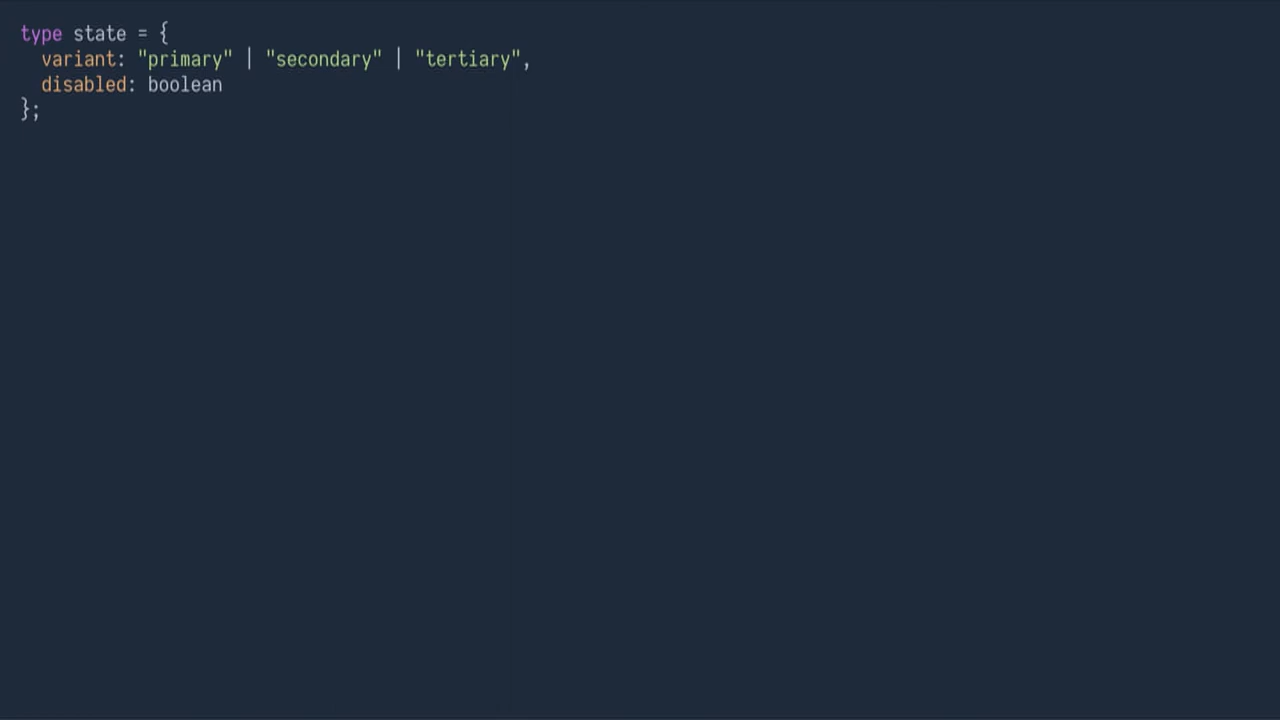 type state = {
  variant: "primary" | "secondary" | "tertiary",
  disabled: boolean
};